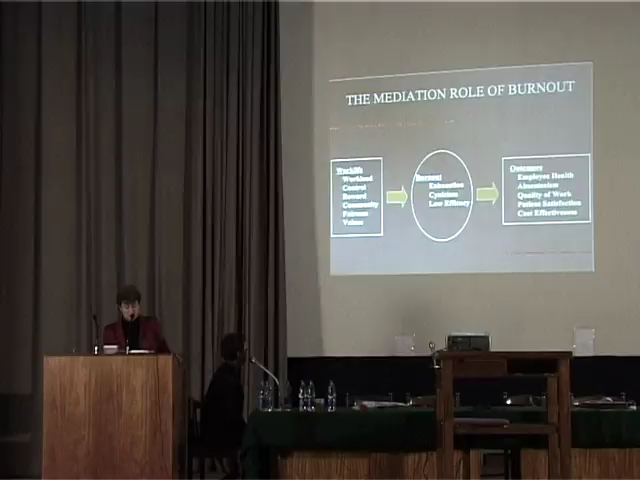 THE MEDIATION ROLE OF BURNOUT
Worklife
Workload
Control
Reward
Community
Fairness
Values
Burnout
Exhaustion
Cynicism
Low Efficacy
Outcomes
Employee Health
Absenteeism
Quality of Work
Patient Satisfaction
Cost Effectiveness